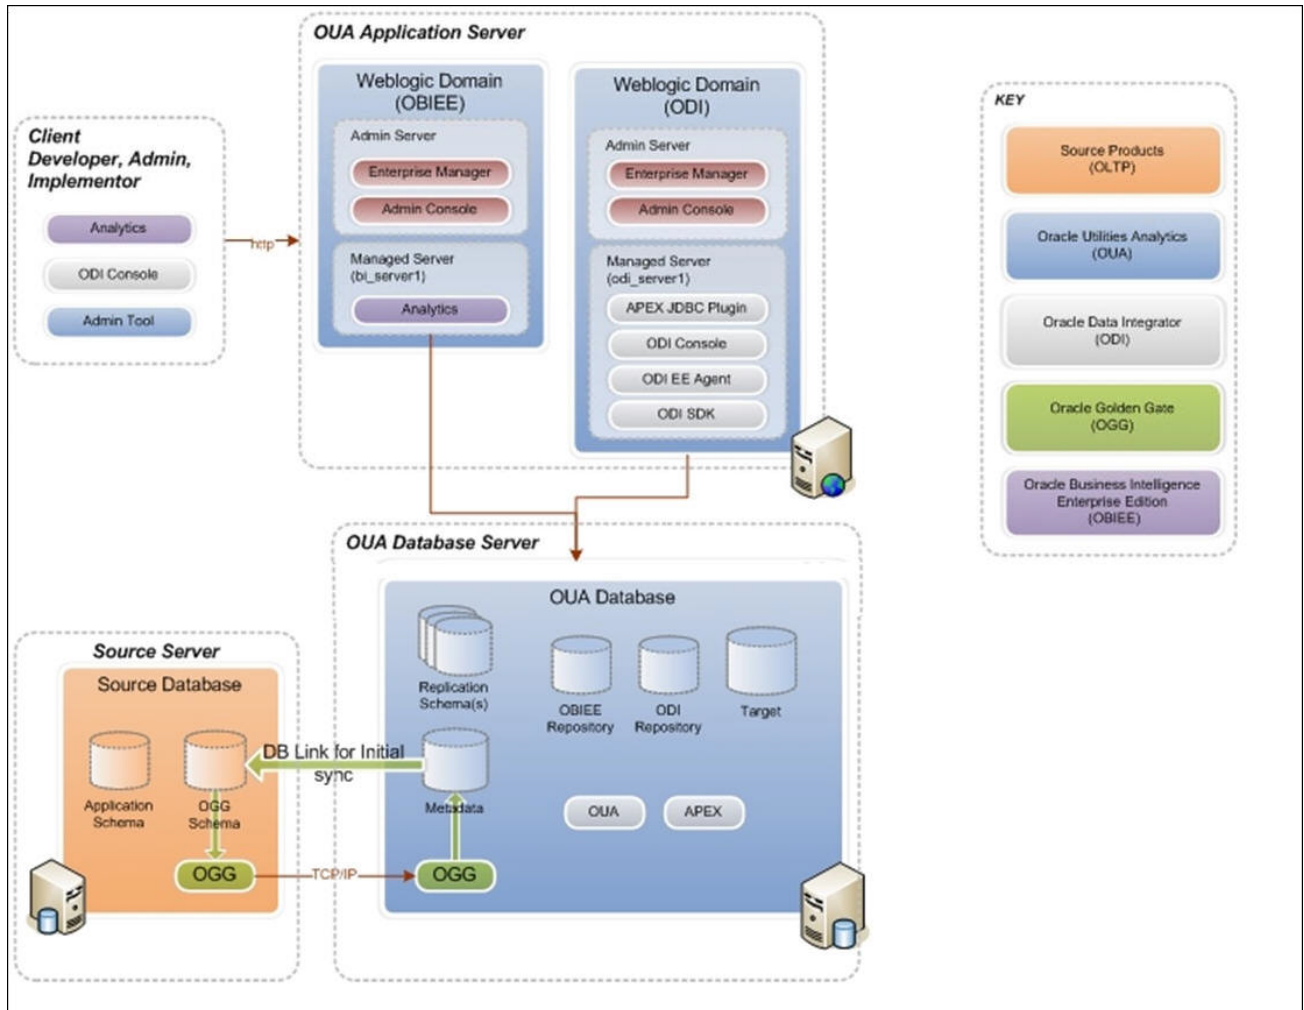 OUA Application Server
Weblogic Domain
(OBIEE)
Admin Server
Enterprise Manager
Admin Console
Managed Server
(bi_server1)
Analytics
Weblogic Domain
(ODI)
Admin Server
Enterprise Manager
Admin Console
Managed Server
(odi_server1)
APEX JDBC Plugin
ODI Console
ODI EE Agent
ODI SDK
Client
Developer, Admin,
Implementor
Analytics
ODI Console
Admin Tool
http
KEY
Source Products
(OLTP)
Oracle Utilities Analytics
(OUA)
Oracle Data Integrator
(ODI)
Oracle Golden Gate
(OGG)
Oracle Business Intelligence
Enterprise Edition
(OBIEE)
OUA Database Server
OUA Database
Replication
Schema(s)
OBIEE
Repository
ODI
Repository
Target
Metadata
OUA
APEX
OGG
Source Server
Source Database
Application
Schema
OGG
Schema
OGG
DB Link for Initial
sync
TCP/IP